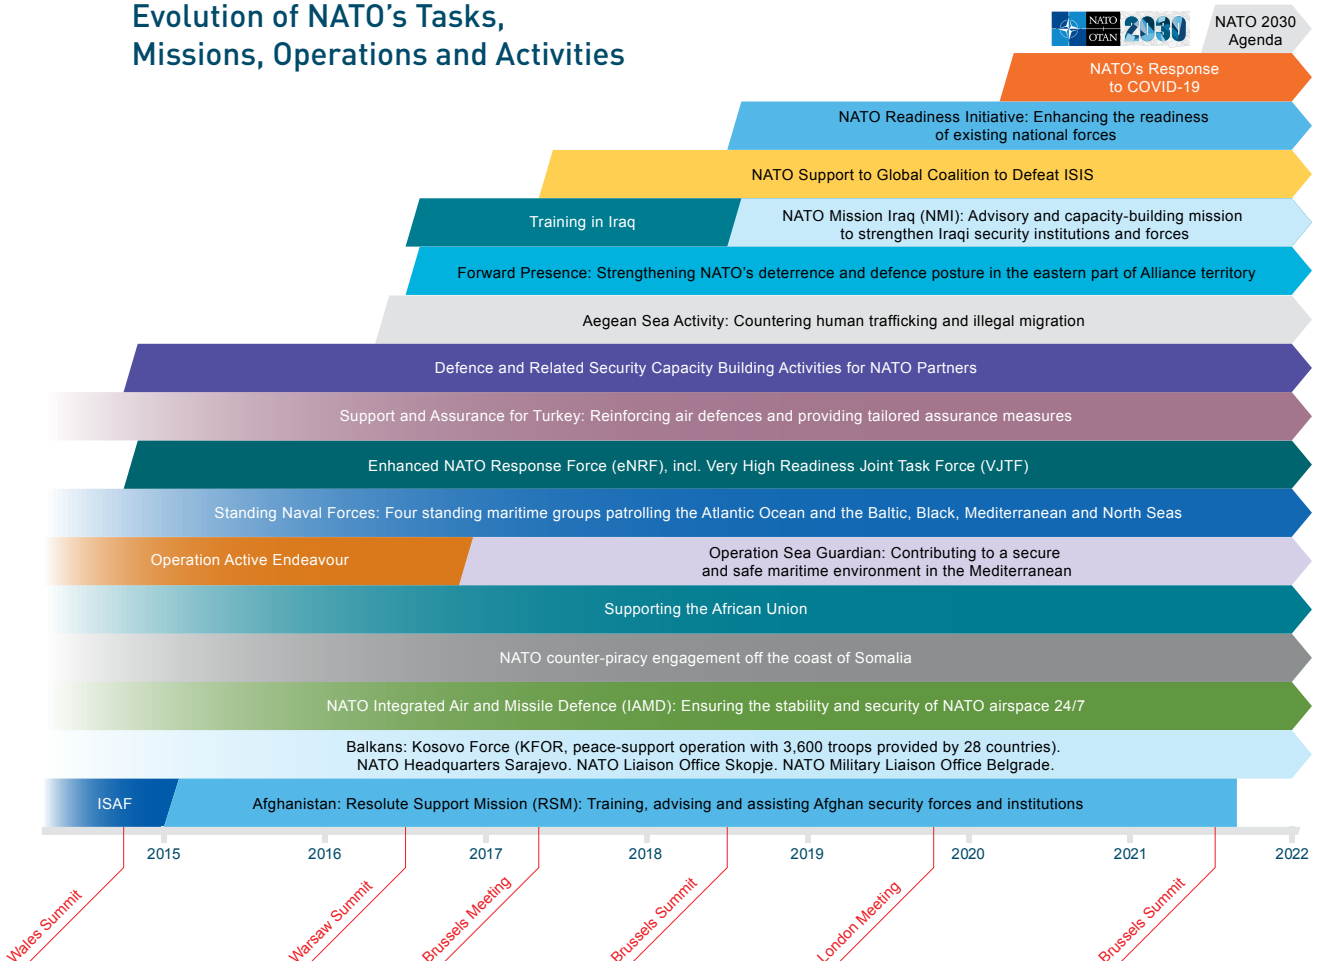 Evolution of NATO’s Tasks,
Missions, Operations and Activities
NATO
OTAN
2030
NATO 2030
Agenda
NATO’s Response
to COVID-19
NATO Readiness Initiative: Enhancing the readiness
of existing national forces
NATO Support to Global Coalition to Defeat ISIS
Training in Iraq
NATO Mission Iraq (NMI): Advisory and capacity-building mission
to strengthen Iraqi security institutions and forces
Forward Presence: Strengthening NATO’s deterrence and defence posture in the eastern part of Alliance territory
Aegean Sea Activity: Countering human trafficking and illegal migration
Defence and Related Security Capacity Building Activities for NATO Partners
Support and Assurance for Turkey: Reinforcing air defences and providing tailored assurance measures
Enhanced NATO Response Force (eNRF), incl. Very High Readiness Joint Task Force (VJTF)
Standing Naval Forces: Four standing maritime groups patrolling the Atlantic Ocean and the Baltic, Black, Mediterranean and North Seas
Operation Active Endeavour
Operation Sea Guardian: Contributing to a secure
and safe maritime environment in the Mediterranean
Supporting the African Union
NATO counter-piracy engagement off the coast of Somalia
NATO Integrated Air and Missile Defence (IAMD): Ensuring the stability and security of NATO airspace 24/7
Balkans: Kosovo Force (KFOR, peace-support operation with 3,600 troops provided by 28 countries).
NATO Headquarters Sarajevo. NATO Liaison Office Skopje. NATO Military Liaison Office Belgrade.
ISAF
Afghanistan: Resolute Support Mission (RSM): Training, advising and assisting Afghan security forces and institutions
2015
2016
2017
2018
2019
2020
2021
2022
Wales Summit
Warsaw Summit
Brussels Meeting
Brussels Summit
London Meeting
Brussels Summit